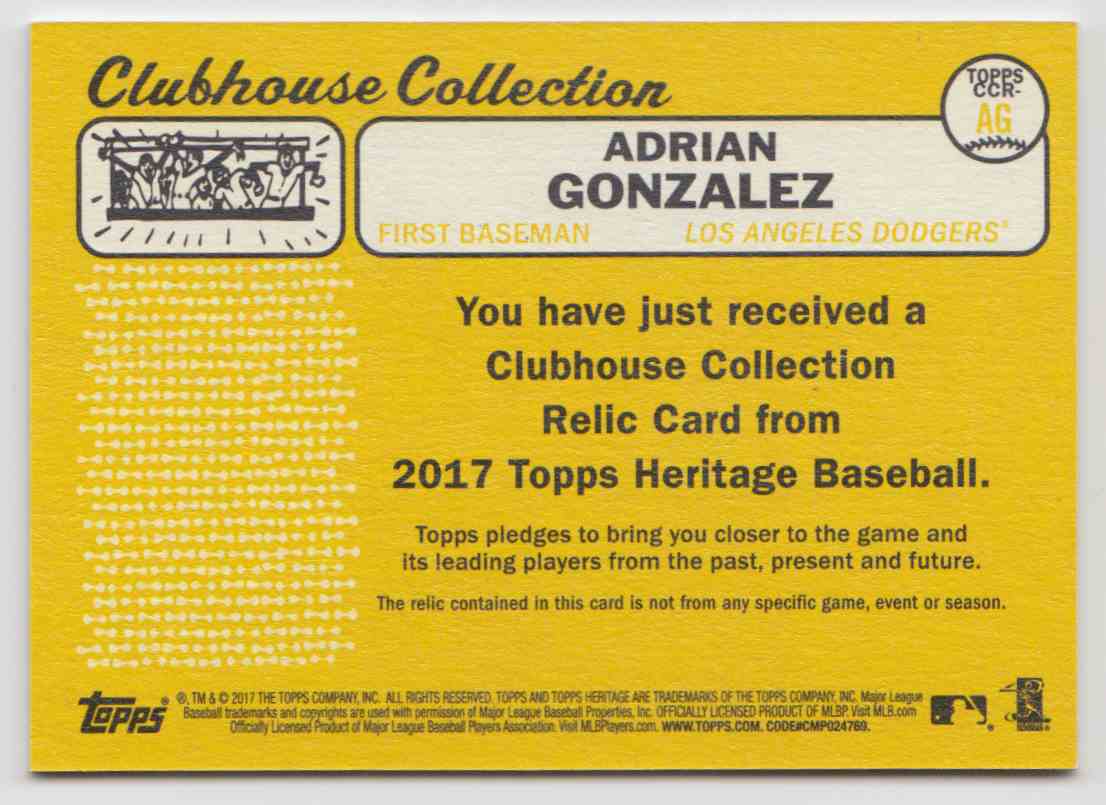 Clubhouse Collection
TOPPS
CCR-
AG
ADRIAN
GONZALEZ
FIRST BASEMAN LOS ANGELES DODGERS®
You have just received a
Clubhouse Collection
Relic Card from
2017 Topps Heritage Baseball.
Topps pledges to bring you closer to the game and
its leading players from the past, present and future.
The relic contained in this card is not from any specific game, event or season.
topps® ®, TM & © 2017 THE TOPPS COMPANY, INC. ALL RIGHTS RESERVED. TOPPS AND TOPPS HERITAGE ARE TRADEMARKS OF THE TOPPS COMPANY, INC. Major League
Baseball trademarks and copyrights are used with permission of Major League Baseball Properties, Inc. OFFICIALLY LICENSED PRODUCT OF MLBP Visit MLB.com
Officially Licensed Product of Major League Baseball Players Association. Visit MLBPlayers.com. WWW.TOPPS.COM. CODE#CMP024769.